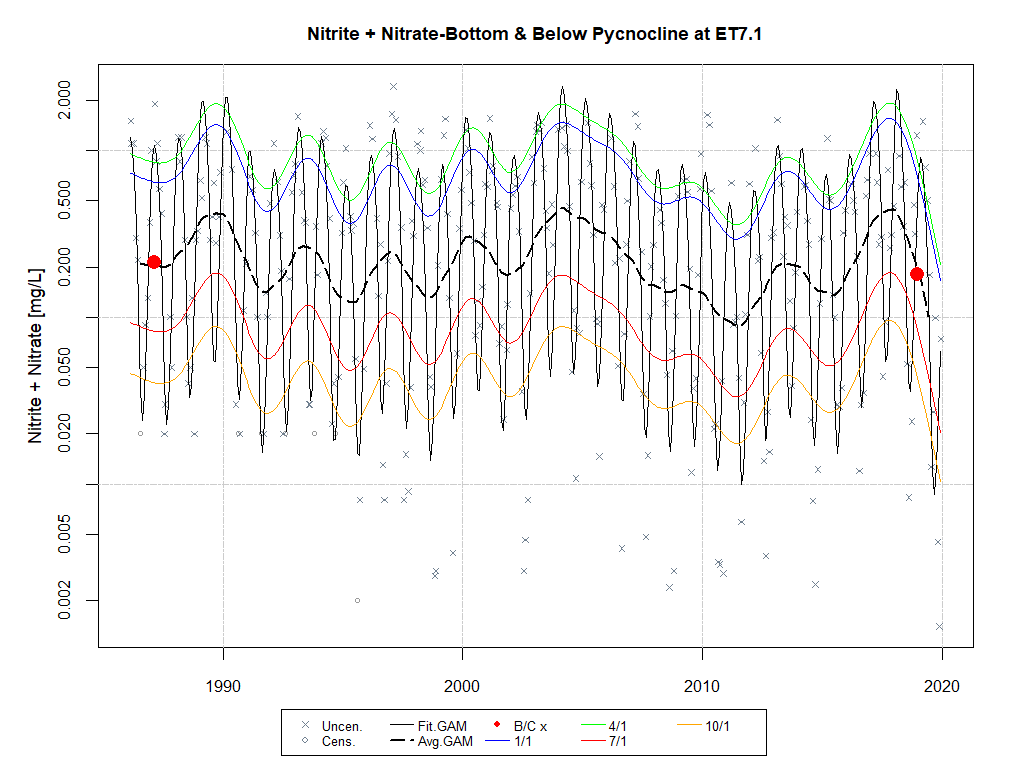 Nitrite + Nitrate-Bottom & Below Pycnocline at ET7.1
Nitrite + Nitrate [mg/L]
2.000
0.500
0.200
0.050
0.020
0.005
0.002
1990 2000 2010 2020
Uncen. Fit.GAM B/C x 4/1 10/1
Cens. Avg.GAM 1/1 7/1